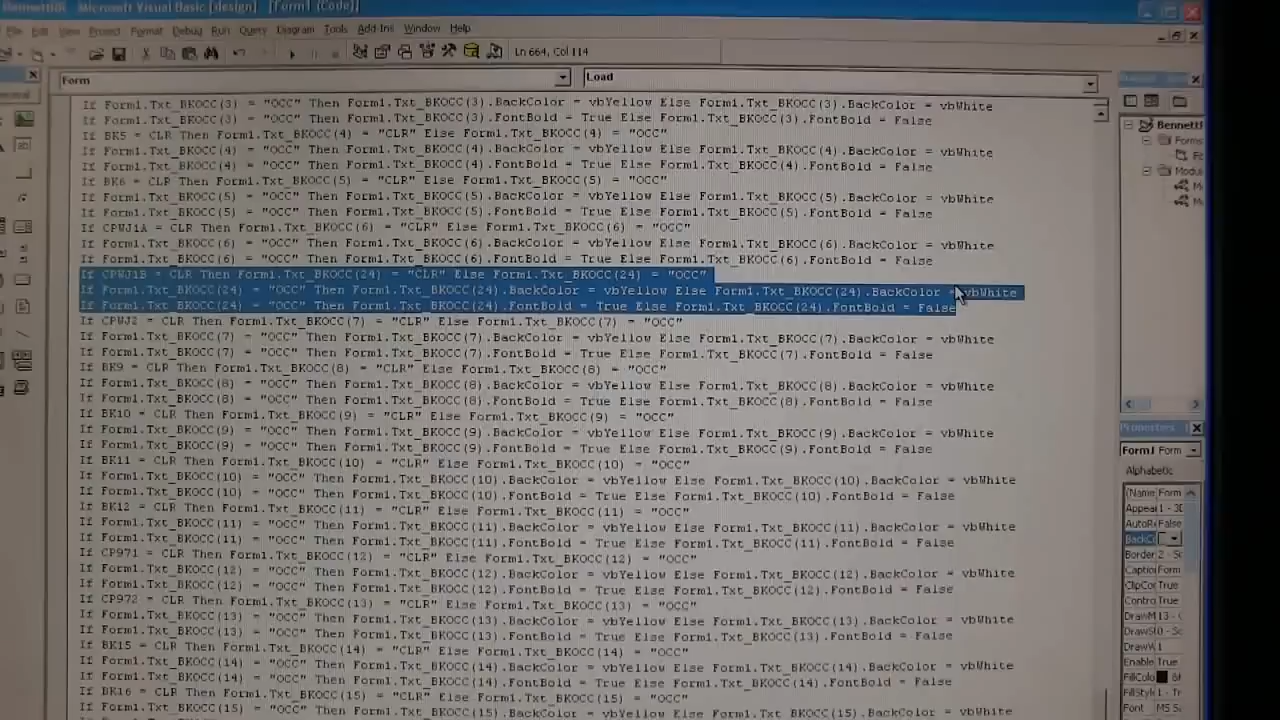 Microsoft Visual Basic [design] - [Form1 (Code)]
File Edit View Project Format Debug Run Query Diagram Tools Add-Ins Window Help
Ln 664, Col 114
Form
Load
If Form1.Txt_BKOCC(3) = "OCC" Then Form1.Txt_BKOCC(3).BackColor = vbYellow Else Form1.Txt_BKOCC(3).BackColor = vbWhite
If Form1.Txt_BKOCC(3) = "OCC" Then Form1.Txt_BKOCC(3).FontBold = True Else Form1.Txt_BKOCC(3).FontBold = False
If BK5 = CLR Then Form1.Txt_BKOCC(4) = "CLR" Else Form1.Txt_BKOCC(4) = "OCC"
If Form1.Txt_BKOCC(4) = "OCC" Then Form1.Txt_BKOCC(4).BackColor = vbYellow Else Form1.Txt_BKOCC(4).BackColor = vbWhite
If Form1.Txt_BKOCC(4) = "OCC" Then Form1.Txt_BKOCC(4).FontBold = True Else Form1.Txt_BKOCC(4).FontBold = False
If BK6 = CLR Then Form1.Txt_BKOCC(5) = "CLR" Else Form1.Txt_BKOCC(5) = "OCC"
If Form1.Txt_BKOCC(5) = "OCC" Then Form1.Txt_BKOCC(5).BackColor = vbYellow Else Form1.Txt_BKOCC(5).BackColor = vbWhite
If Form1.Txt_BKOCC(5) = "OCC" Then Form1.Txt_BKOCC(5).FontBold = True Else Form1.Txt_BKOCC(5).FontBold = False
If CPWJ1A = CLR Then Form1.Txt_BKOCC(6) = "CLR" Else Form1.Txt_BKOCC(6) = "OCC"
If Form1.Txt_BKOCC(6) = "OCC" Then Form1.Txt_BKOCC(6).BackColor = vbYellow Else Form1.Txt_BKOCC(6).BackColor = vbWhite
If Form1.Txt_BKOCC(6) = "OCC" Then Form1.Txt_BKOCC(6).FontBold = True Else Form1.Txt_BKOCC(6).FontBold = False
If CPWJ1B = CLR Then Form1.Txt_BKOCC(24) = "CLR" Else Form1.Txt_BKOCC(24) = "OCC"
If Form1.Txt_BKOCC(24) = "OCC" Then Form1.Txt_BKOCC(24).BackColor = vbYellow Else Form1.Txt_BKOCC(24).BackColor = vbWhite
If Form1.Txt_BKOCC(24) = "OCC" Then Form1.Txt_BKOCC(24).FontBold = True Else Form1.Txt_BKOCC(24).FontBold = False
If CPWJ2 = CLR Then Form1.Txt_BKOCC(7) = "CLR" Else Form1.Txt_BKOCC(7) = "OCC"
If Form1.Txt_BKOCC(7) = "OCC" Then Form1.Txt_BKOCC(7).BackColor = vbYellow Else Form1.Txt_BKOCC(7).BackColor = vbWhite
If Form1.Txt_BKOCC(7) = "OCC" Then Form1.Txt_BKOCC(7).FontBold = True Else Form1.Txt_BKOCC(7).FontBold = False
If BK9 = CLR Then Form1.Txt_BKOCC(8) = "CLR" Else Form1.Txt_BKOCC(8) = "OCC"
If Form1.Txt_BKOCC(8) = "OCC" Then Form1.Txt_BKOCC(8).BackColor = vbYellow Else Form1.Txt_BKOCC(8).BackColor = vbWhite
If Form1.Txt_BKOCC(8) = "OCC" Then Form1.Txt_BKOCC(8).FontBold = True Else Form1.Txt_BKOCC(8).FontBold = False
If BK10 = CLR Then Form1.Txt_BKOCC(9) = "CLR" Else Form1.Txt_BKOCC(9) = "OCC"
If Form1.Txt_BKOCC(9) = "OCC" Then Form1.Txt_BKOCC(9).BackColor = vbYellow Else Form1.Txt_BKOCC(9).BackColor = vbWhite
If Form1.Txt_BKOCC(9) = "OCC" Then Form1.Txt_BKOCC(9).FontBold = True Else Form1.Txt_BKOCC(9).FontBold = False
If BK11 = CLR Then Form1.Txt_BKOCC(10) = "CLR" Else Form1.Txt_BKOCC(10) = "OCC"
If Form1.Txt_BKOCC(10) = "OCC" Then Form1.Txt_BKOCC(10).BackColor = vbYellow Else Form1.Txt_BKOCC(10).BackColor = vbWhite
If Form1.Txt_BKOCC(10) = "OCC" Then Form1.Txt_BKOCC(10).FontBold = True Else Form1.Txt_BKOCC(10).FontBold = False
If BK12 = CLR Then Form1.Txt_BKOCC(11) = "CLR" Else Form1.Txt_BKOCC(11) = "OCC"
If Form1.Txt_BKOCC(11) = "OCC" Then Form1.Txt_BKOCC(11).BackColor = vbYellow Else Form1.Txt_BKOCC(11).BackColor = vbWhite
If Form1.Txt_BKOCC(11) = "OCC" Then Form1.Txt_BKOCC(11).FontBold = True Else Form1.Txt_BKOCC(11).FontBold = False
If CP971 = CLR Then Form1.Txt_BKOCC(12) = "CLR" Else Form1.Txt_BKOCC(12) = "OCC"
If Form1.Txt_BKOCC(12) = "OCC" Then Form1.Txt_BKOCC(12).BackColor = vbYellow Else Form1.Txt_BKOCC(12).BackColor = vbWhite
If Form1.Txt_BKOCC(12) = "OCC" Then Form1.Txt_BKOCC(12).FontBold = True Else Form1.Txt_BKOCC(12).FontBold = False
If CP972 = CLR Then Form1.Txt_BKOCC(13) = "CLR" Else Form1.Txt_BKOCC(13) = "OCC"
If Form1.Txt_BKOCC(13) = "OCC" Then Form1.Txt_BKOCC(13).BackColor = vbYellow Else Form1.Txt_BKOCC(13).BackColor = vbWhite
If Form1.Txt_BKOCC(13) = "OCC" Then Form1.Txt_BKOCC(13).FontBold = True Else Form1.Txt_BKOCC(13).FontBold = False
If BK15 = CLR Then Form1.Txt_BKOCC(14) = "CLR" Else Form1.Txt_BKOCC(14) = "OCC"
If Form1.Txt_BKOCC(14) = "OCC" Then Form1.Txt_BKOCC(14).BackColor = vbYellow Else Form1.Txt_BKOCC(14).BackColor = vbWhite
If Form1.Txt_BKOCC(14) = "OCC" Then Form1.Txt_BKOCC(14).FontBold = True Else Form1.Txt_BKOCC(14).FontBold = False
If BK16 = CLR Then Form1.Txt_BKOCC(15) = "CLR" Else Form1.Txt_BKOCC(15) = "OCC"
If Form1.Txt_BKOCC(15) = "OCC" Then Form1.Txt_BKOCC(15).BackColor = vbYellow Else Form1.Txt_BKOCC(15).BackColor = vbWhite
Forms
Properties
Form1 Form
Alphabetic
(Name Form
Appea 1 - 3D
AutoR False
BackCo
Border 2 - S
Captio Form
ClipCo True
Contro True
DrawM 13 - C
DrawS 0 - So
DrawW 1
Enable True
FillColo
FillStyle 1 - Tr
Font MS S